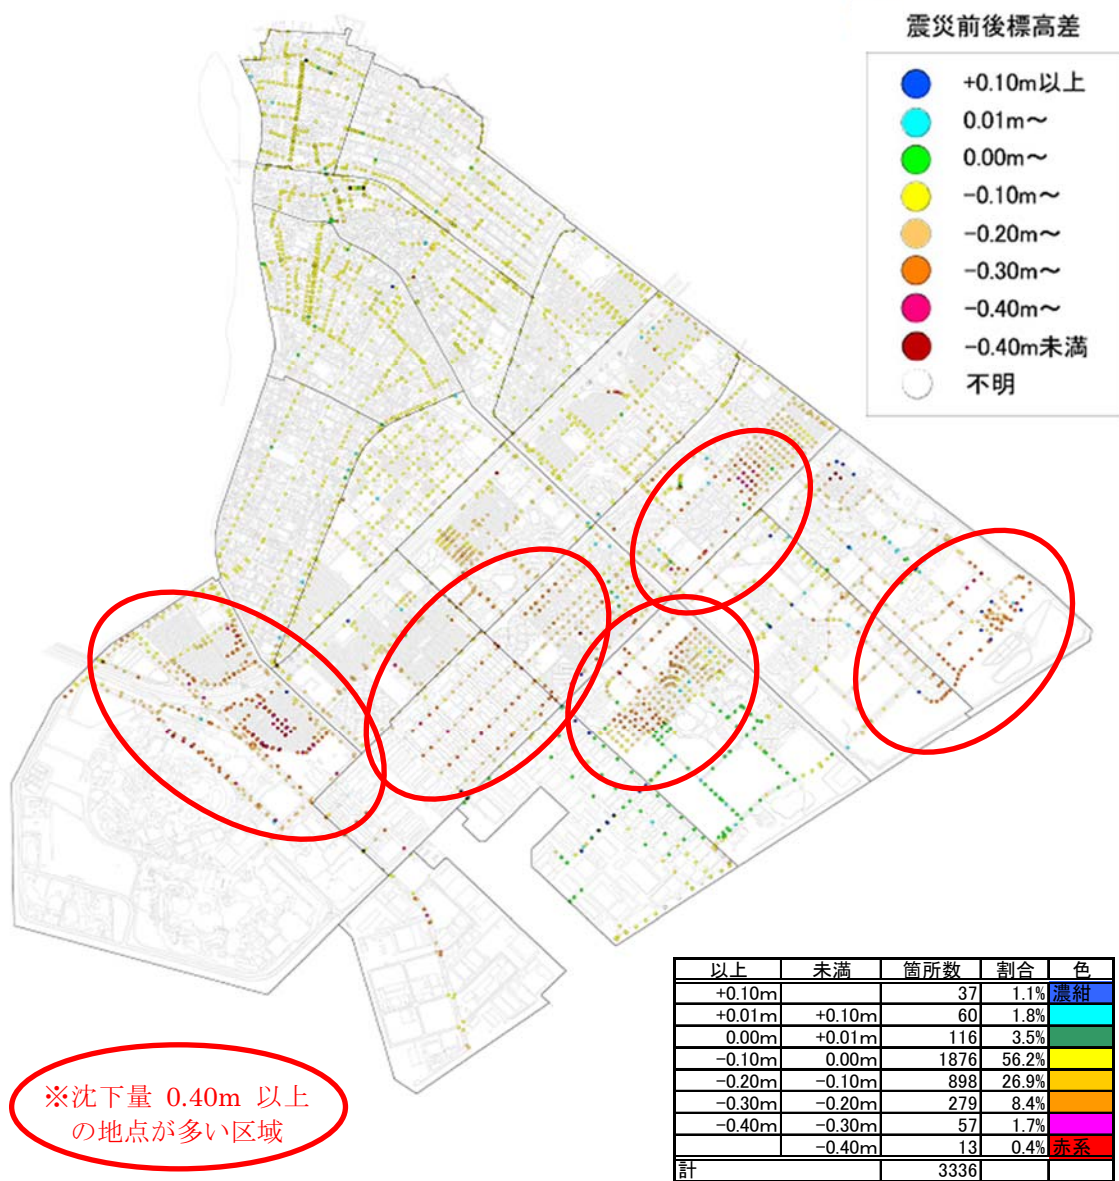 震災前後標高差
+0.10m以上
0.01m～
0.00m～
-0.10m～
-0.20m～
-0.30m～
-0.40m～
-0.40m未満
不明
※沈下量 0.40m 以上
の地点が多い区域
以上 未満 箇所数 割合 色
+0.10m 37 1.1% 濃紺
+0.01m +0.10m 60 1.8%
0.00m +0.01m 116 3.5%
-0.10m 0.00m 1876 56.2%
-0.20m -0.10m 898 26.9%
-0.30m -0.20m 279 8.4%
-0.40m -0.30m 57 1.7%
-0.40m 13 0.4% 赤系
計 3336